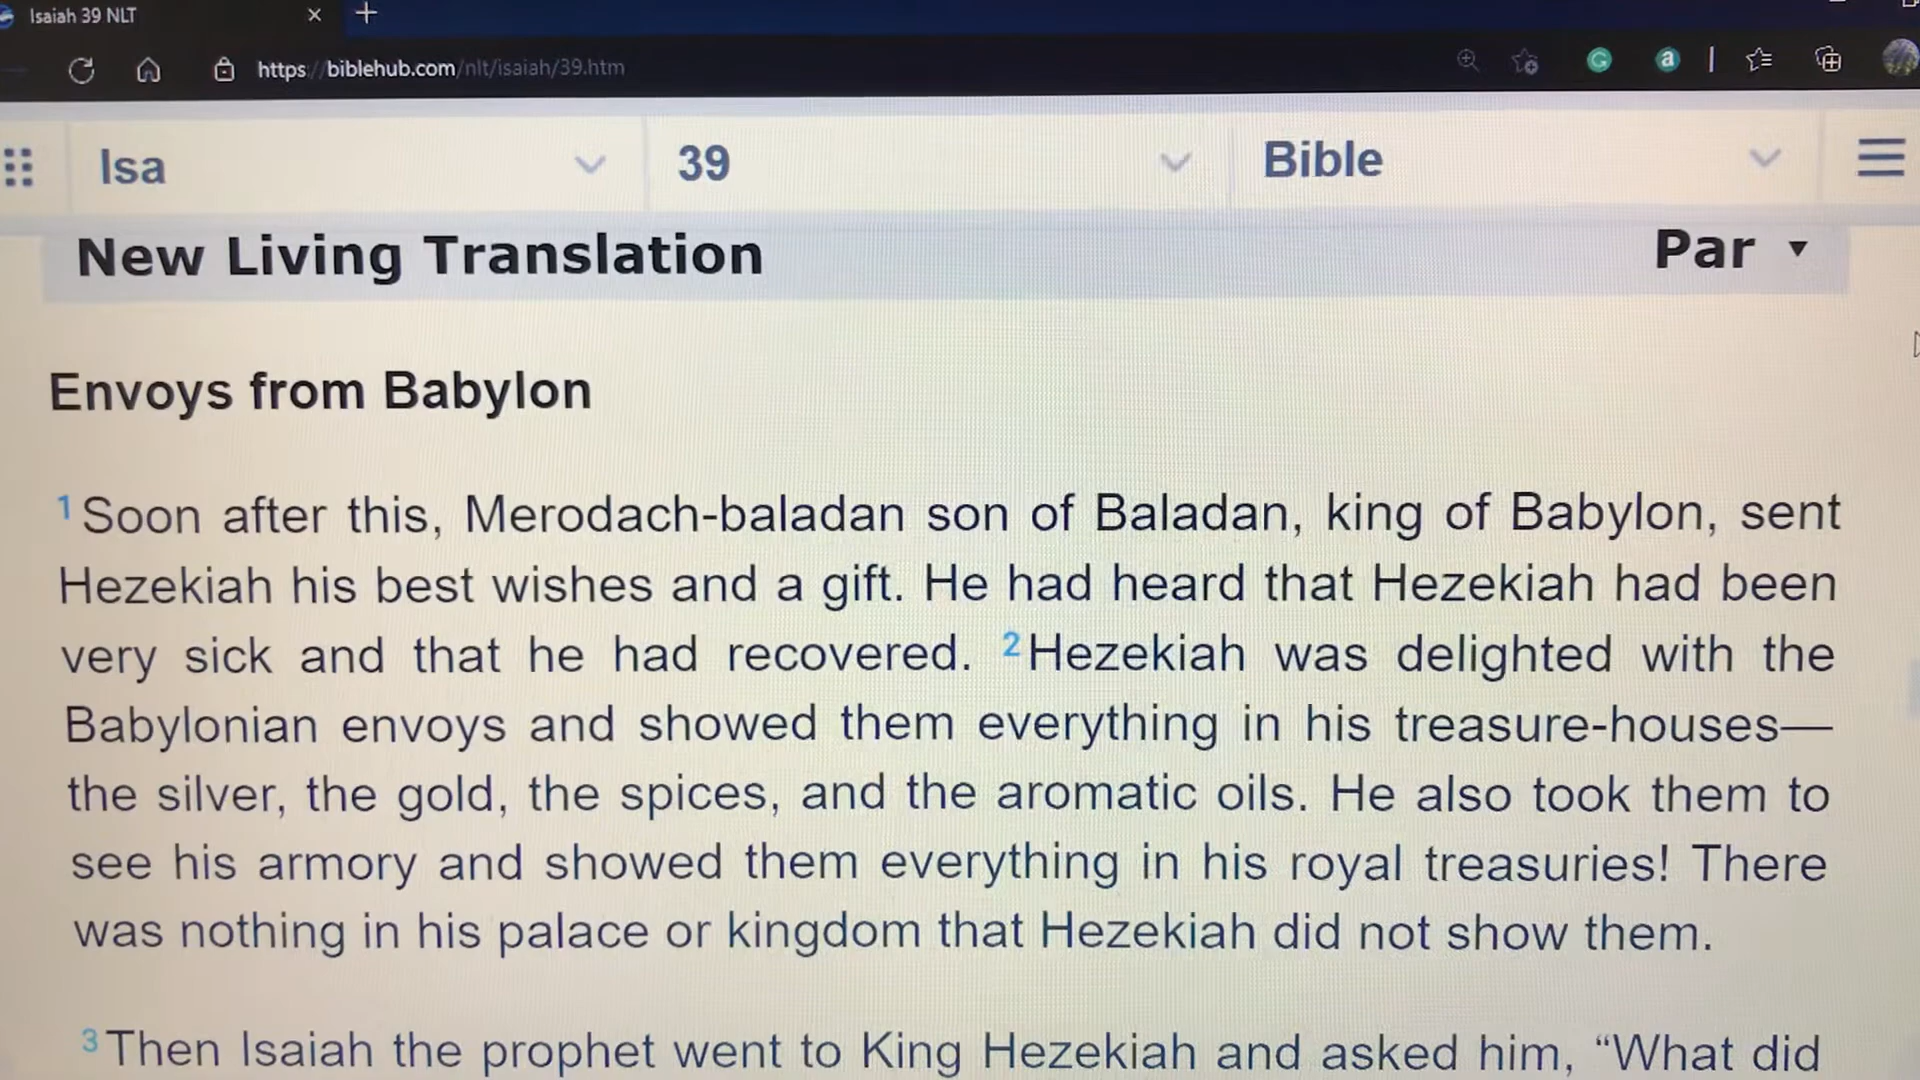 Isaiah 39 NLT
https://biblehub.com/nlt/isaiah/39.htm
Isa 39 Bible
New Living Translation Par
Envoys from Babylon
1 Soon after this, Merodach-baladan son of Baladan, king of Babylon, sent
Hezekiah his best wishes and a gift. He had heard that Hezekiah had been
very sick and that he had recovered. 2 Hezekiah was delighted with the
Babylonian envoys and showed them everything in his treasure-houses—
the silver, the gold, the spices, and the aromatic oils. He also took them to
see his armory and showed them everything in his royal treasuries! There
was nothing in his palace or kingdom that Hezekiah did not show them.
3 Then Isaiah the prophet went to King Hezekiah and asked him, “What did